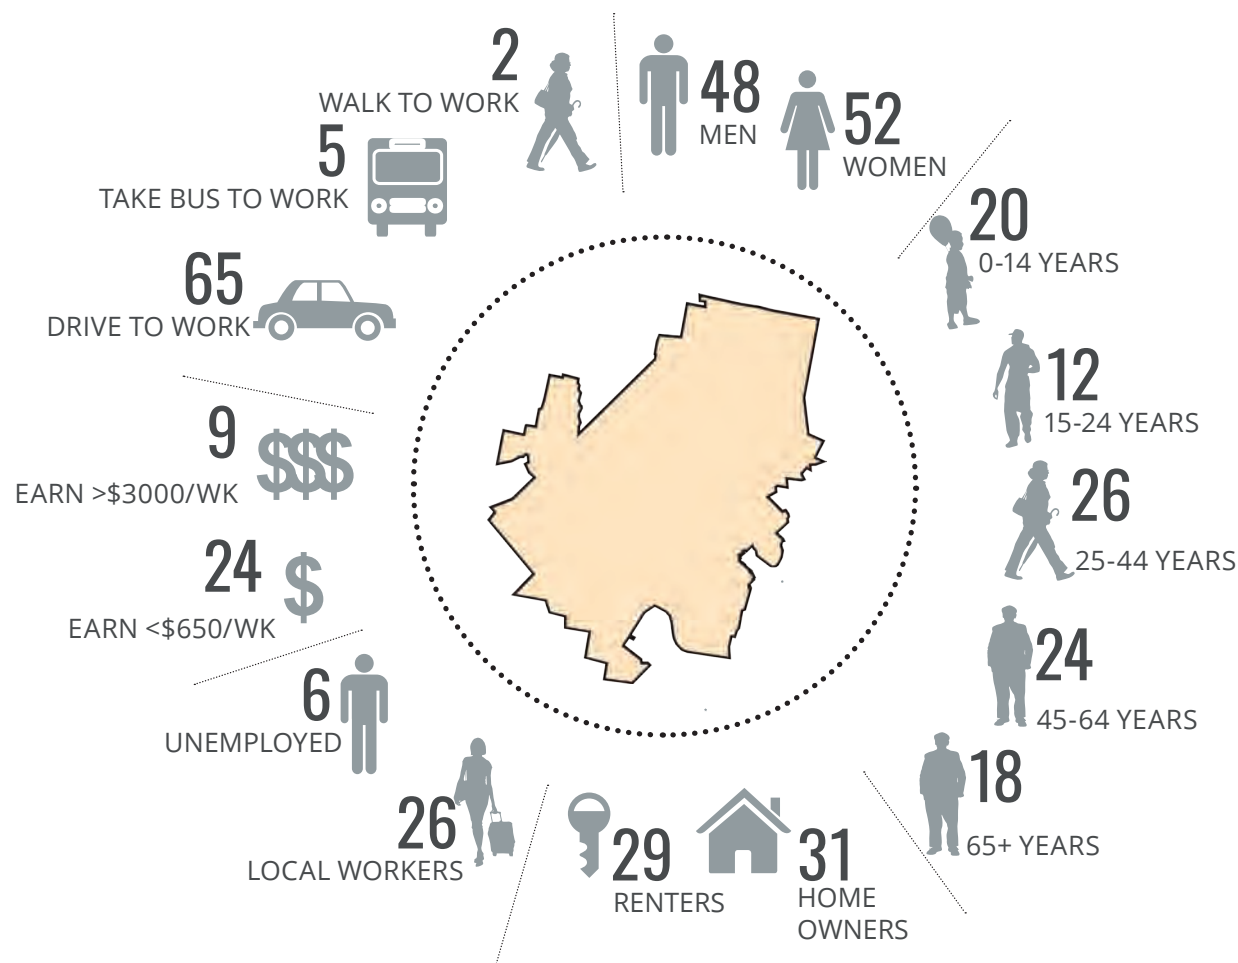 2
WALK TO WORK
48
MEN
52
WOMEN
20
0-14 YEARS
12
15-24 YEARS
26
25-44 YEARS
24
45-64 YEARS
18
65+ YEARS
31
HOME
OWNERS
29
RENTERS
26
LOCAL WORKERS
6
UNEMPLOYED
24
EARN <$650/WK
$
9
EARN >$3000/WK
$$$
65
DRIVE TO WORK
5
TAKE BUS TO WORK